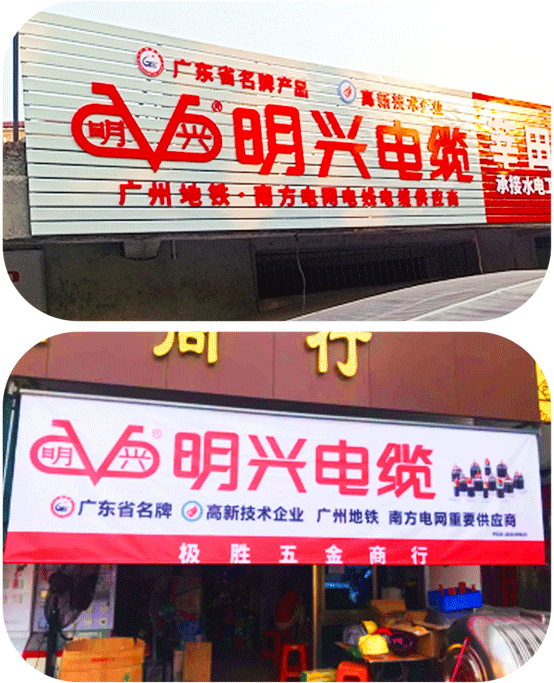 广东省名牌产品
高新技术企业
明兴® 明兴电缆
广州地铁·南方电网电线电缆供应商
承接水电
商 行
明兴® 明兴电缆
广东省名牌 高新技术企业 广州地铁 南方电网重要供应商
极胜五金商行